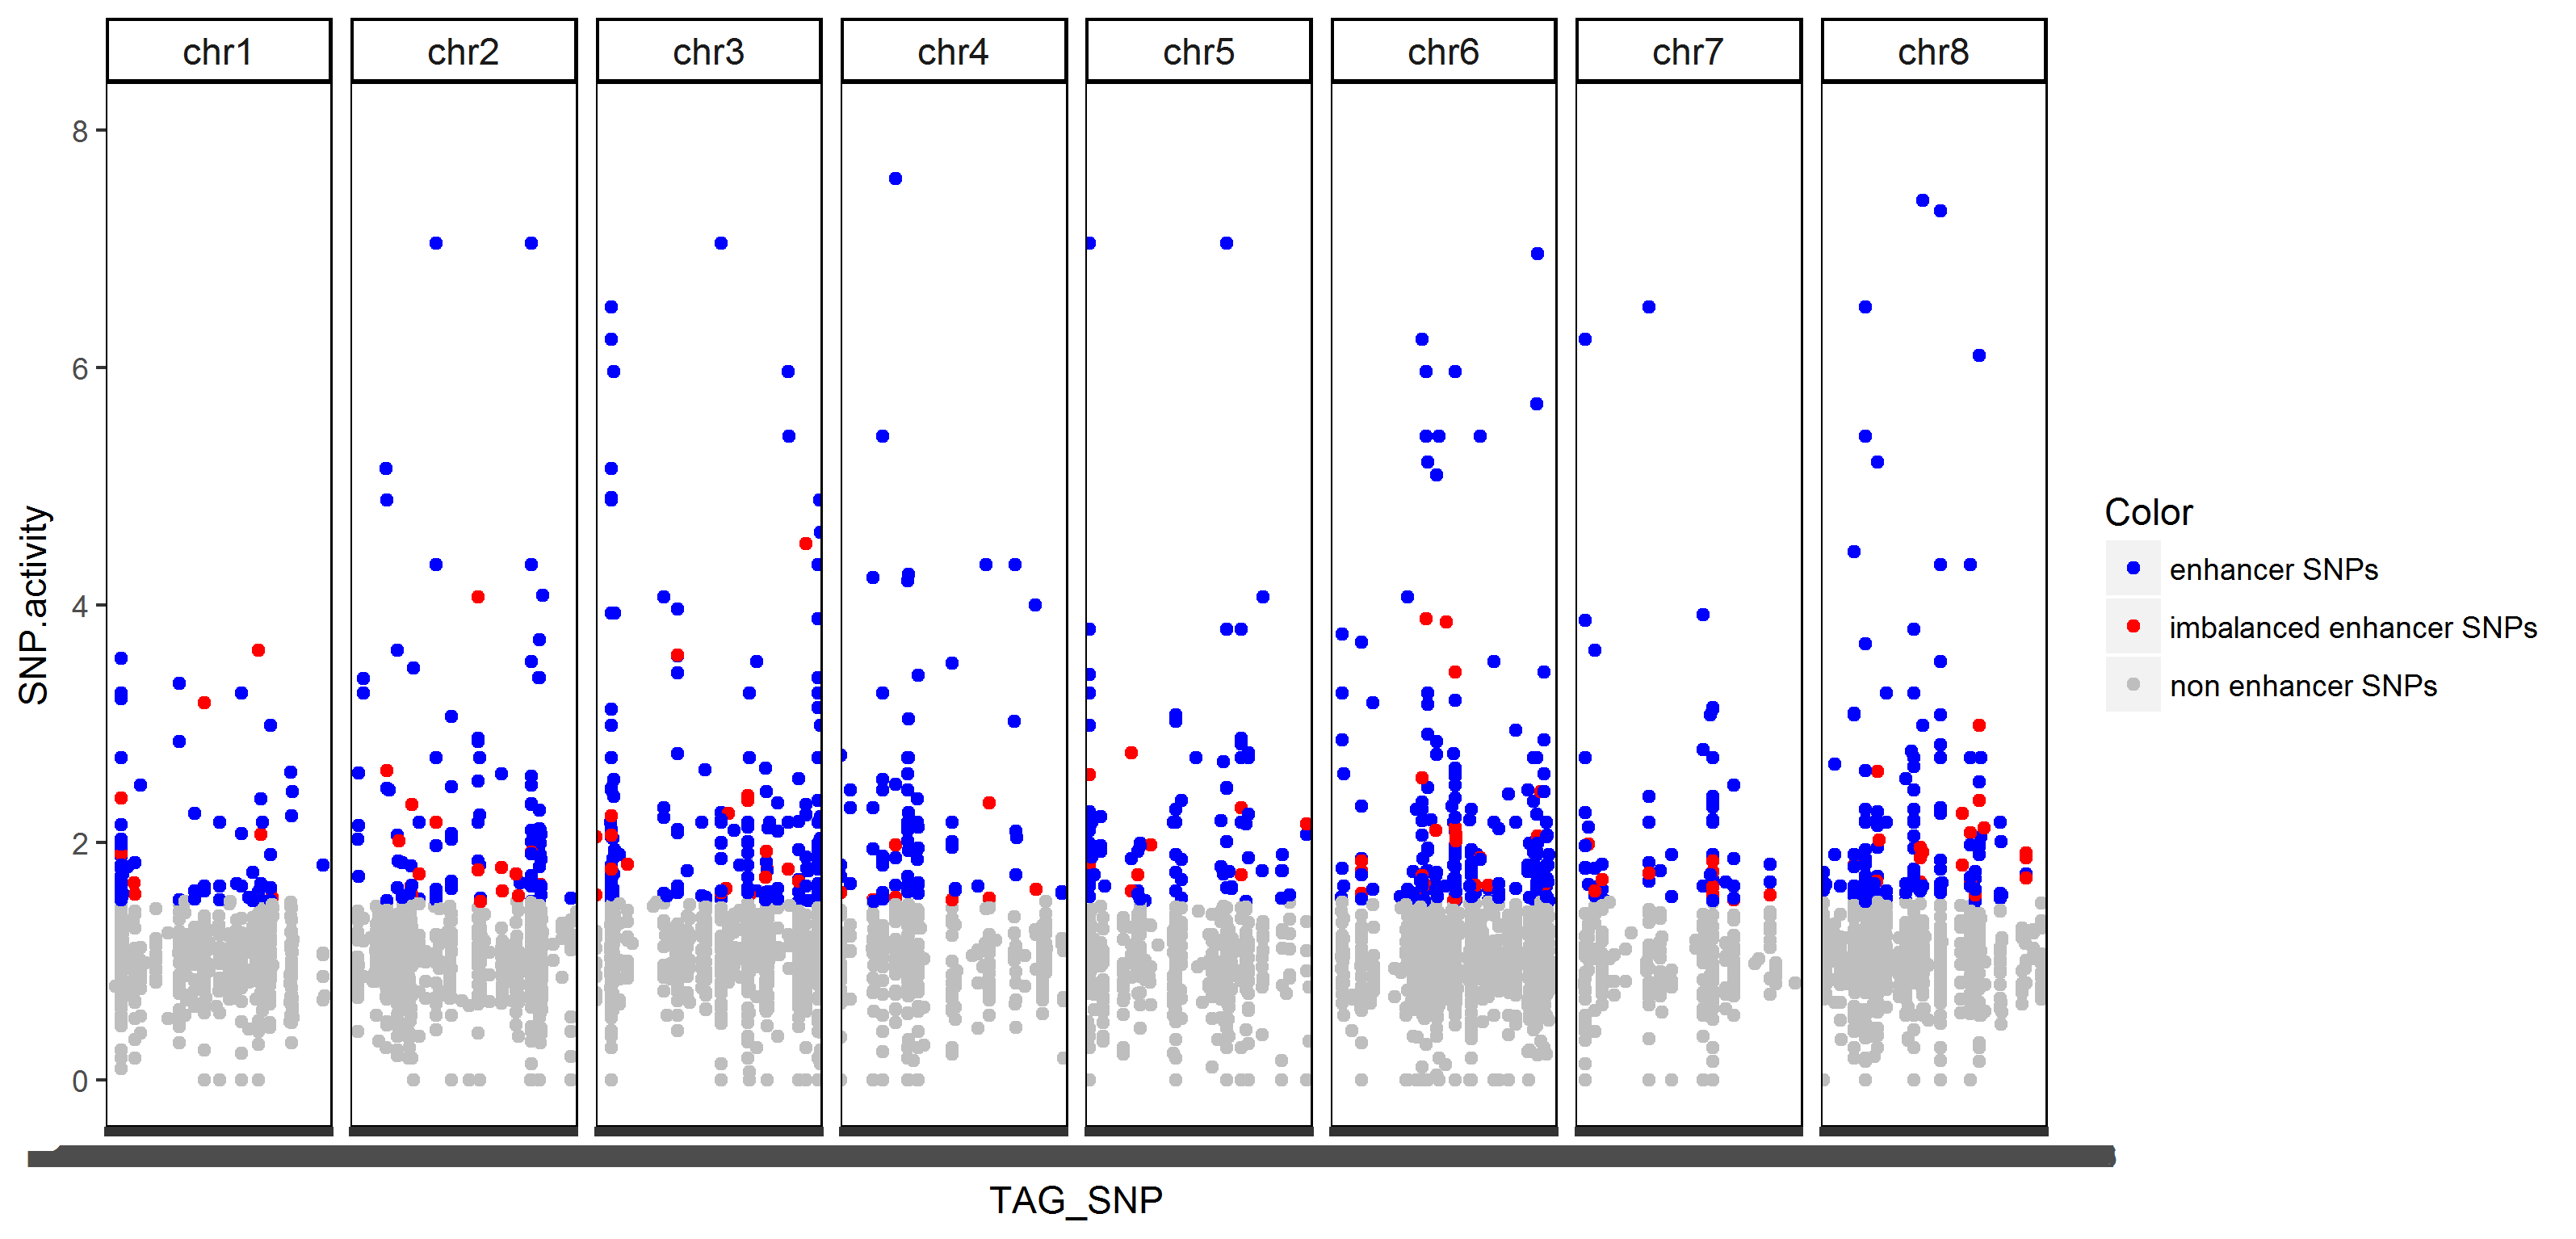 chr1 chr2 chr3 chr4 chr5 chr6 chr7 chr8
8
6
4
2
0
SNP.activity
TAG_SNP
Color
enhancer SNPs
imbalanced enhancer SNPs
non enhancer SNPs